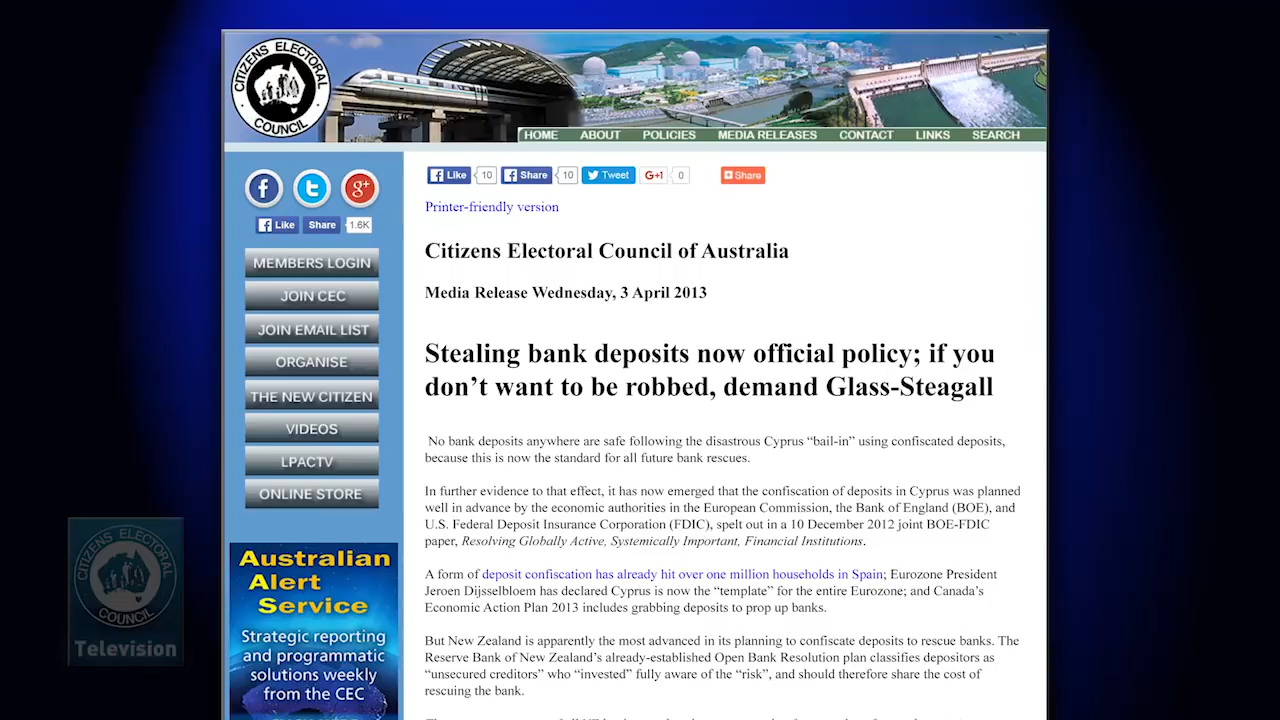 CITIZENS ELECTORAL
COUNCIL
HOME ABOUT POLICIES MEDIA RELEASES CONTACT LINKS SEARCH
Like 10 Share 10 Tweet G+1 0 Share
Like Share 1.6K
MEMBERS LOGIN
JOIN CEC
JOIN EMAIL LIST
ORGANISE
THE NEW CITIZEN
VIDEOS
LPACTV
ONLINE STORE
Australian
Alert
Service
Strategic reporting
and programmatic
solutions weekly
from the CEC
Printer-friendly version
Citizens Electoral Council of Australia
Media Release Wednesday, 3 April 2013
Stealing bank deposits now official policy; if you
don’t want to be robbed, demand Glass-Steagall
No bank deposits anywhere are safe following the disastrous Cyprus “bail-in” using confiscated deposits,
because this is now the standard for all future bank rescues.
In further evidence to that effect, it has now emerged that the confiscation of deposits in Cyprus was planned
well in advance by the economic authorities in the European Commission, the Bank of England (BOE), and
U.S. Federal Deposit Insurance Corporation (FDIC), spelt out in a 10 December 2012 joint BOE-FDIC
paper, Resolving Globally Active, Systemically Important, Financial Institutions.
A form of deposit confiscation has already hit over one million households in Spain; Eurozone President
Jeroen Dijsselbloem has declared Cyprus is now the “template” for the entire Eurozone; and Canada’s
Economic Action Plan 2013 includes grabbing deposits to prop up banks.
But New Zealand is apparently the most advanced in its planning to confiscate deposits to rescue banks. The
Reserve Bank of New Zealand’s already-established Open Bank Resolution plan classifies depositors as
“unsecured creditors” who “invested” fully aware of the “risk”, and should therefore share the cost of
rescuing the bank.
CITIZENS ELECTORAL
COUNCIL
Television